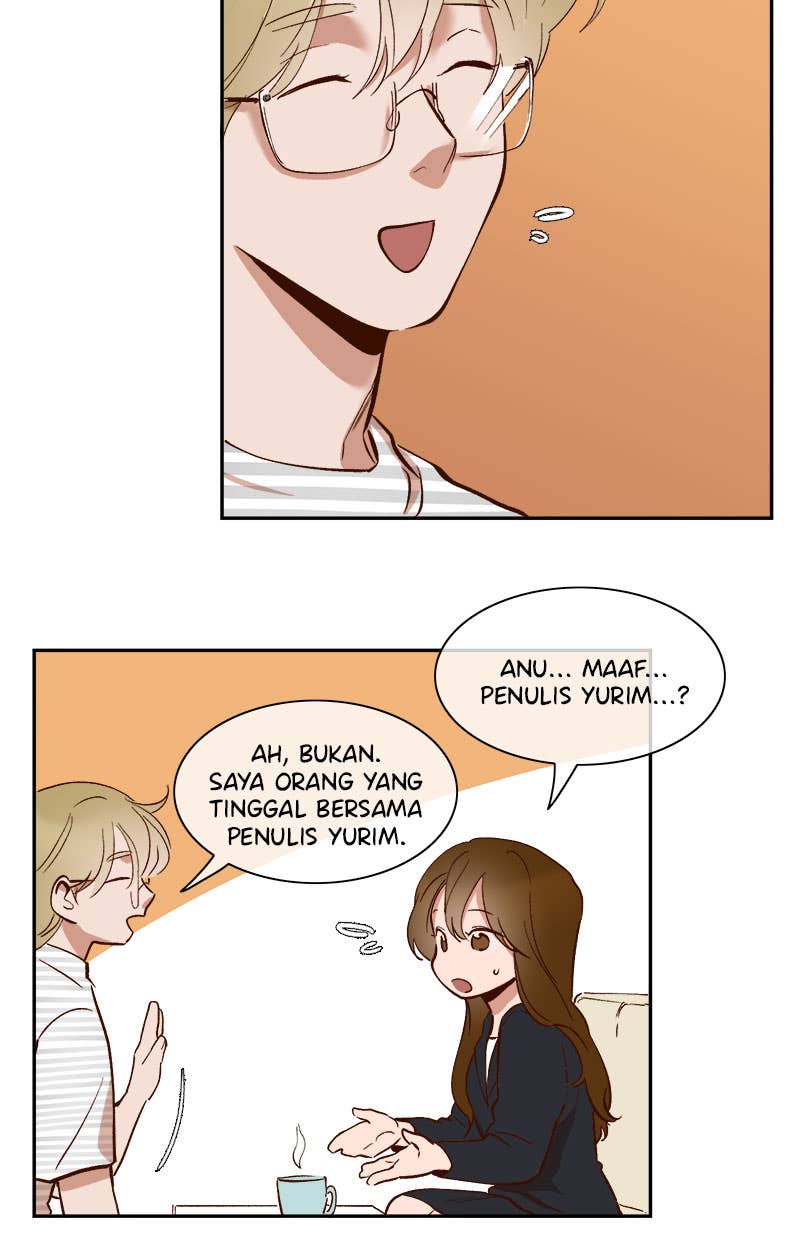 ANU... MAAF...
PENULIS YURIM...?
AH, BUKAN.
SAYA ORANG YANG
TINGGAL BERSAMA
PENULIS YURIM.